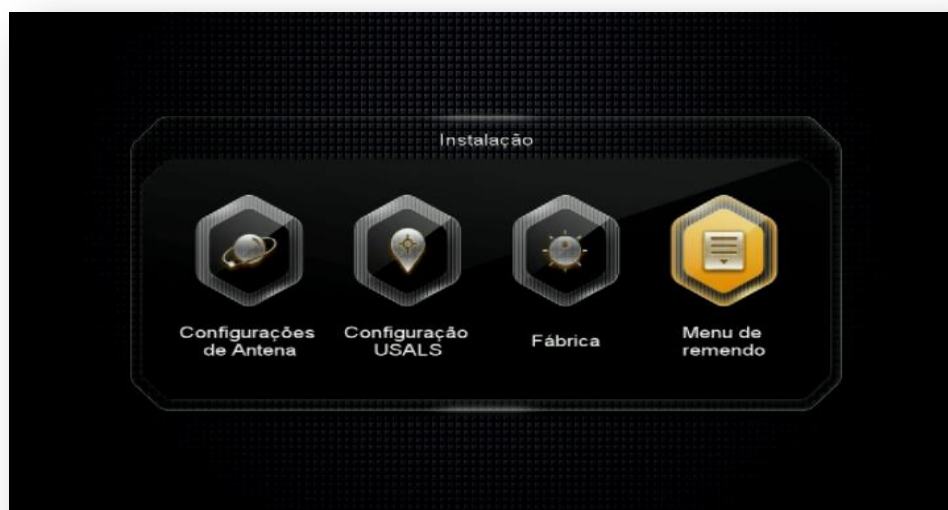 Instalação
Configurações
de Antena
Configuração
USALS
Fábrica
Menu de
remendo